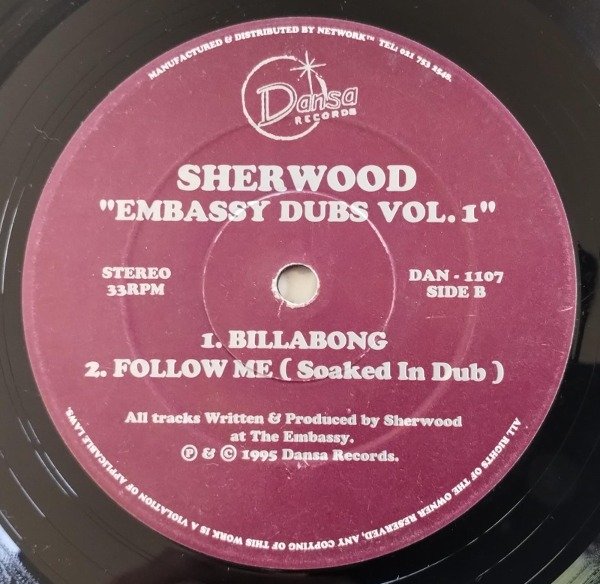 MANUFACTURED & DISTRIBUTED BY NETWORK™ TEL: 021 753 2549.
Dansa
RECORDS
SHERWOOD
"EMBASSY DUBS VOL. 1"
STEREO
33RPM
DAN - 1107
SIDE B
1. BILLABONG
2. FOLLOW ME ( Soaked In Dub )
All tracks Written & Produced by Sherwood
at The Embassy.
℗ & © 1995 Dansa Records.
ALL RIGHTS OF THE OWNER RESERVED, ANY COPTING OF THIS WORK IS A VIOLATION OF APPLICABLE LAWS.